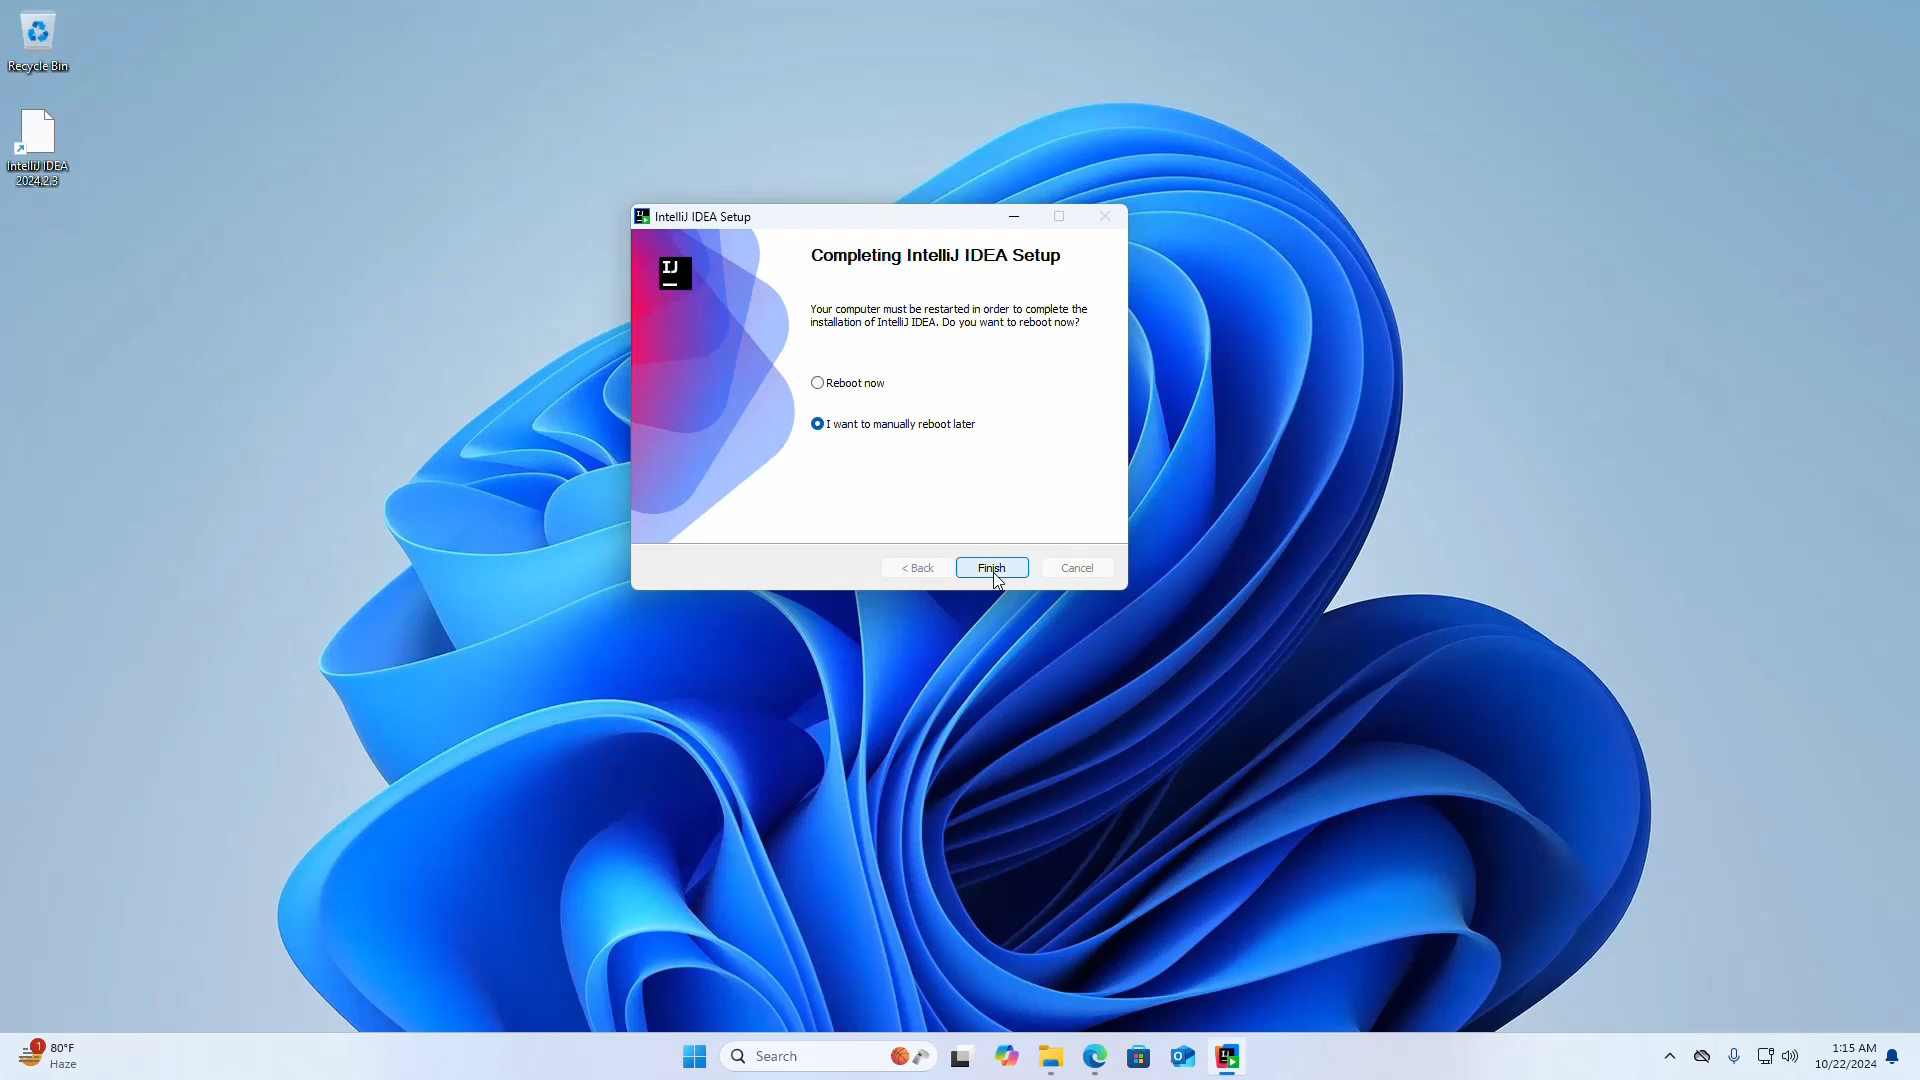 Recycle Bin
IntelliJ IDEA
2024.2.3
IntelliJ IDEA Setup
IJ
Completing IntelliJ IDEA Setup
Your computer must be restarted in order to complete the
installation of IntelliJ IDEA. Do you want to reboot now?
Reboot now
I want to manually reboot later
< Back
Finish
Cancel
1
80°F
Haze
Search
1:15 AM
10/22/2024